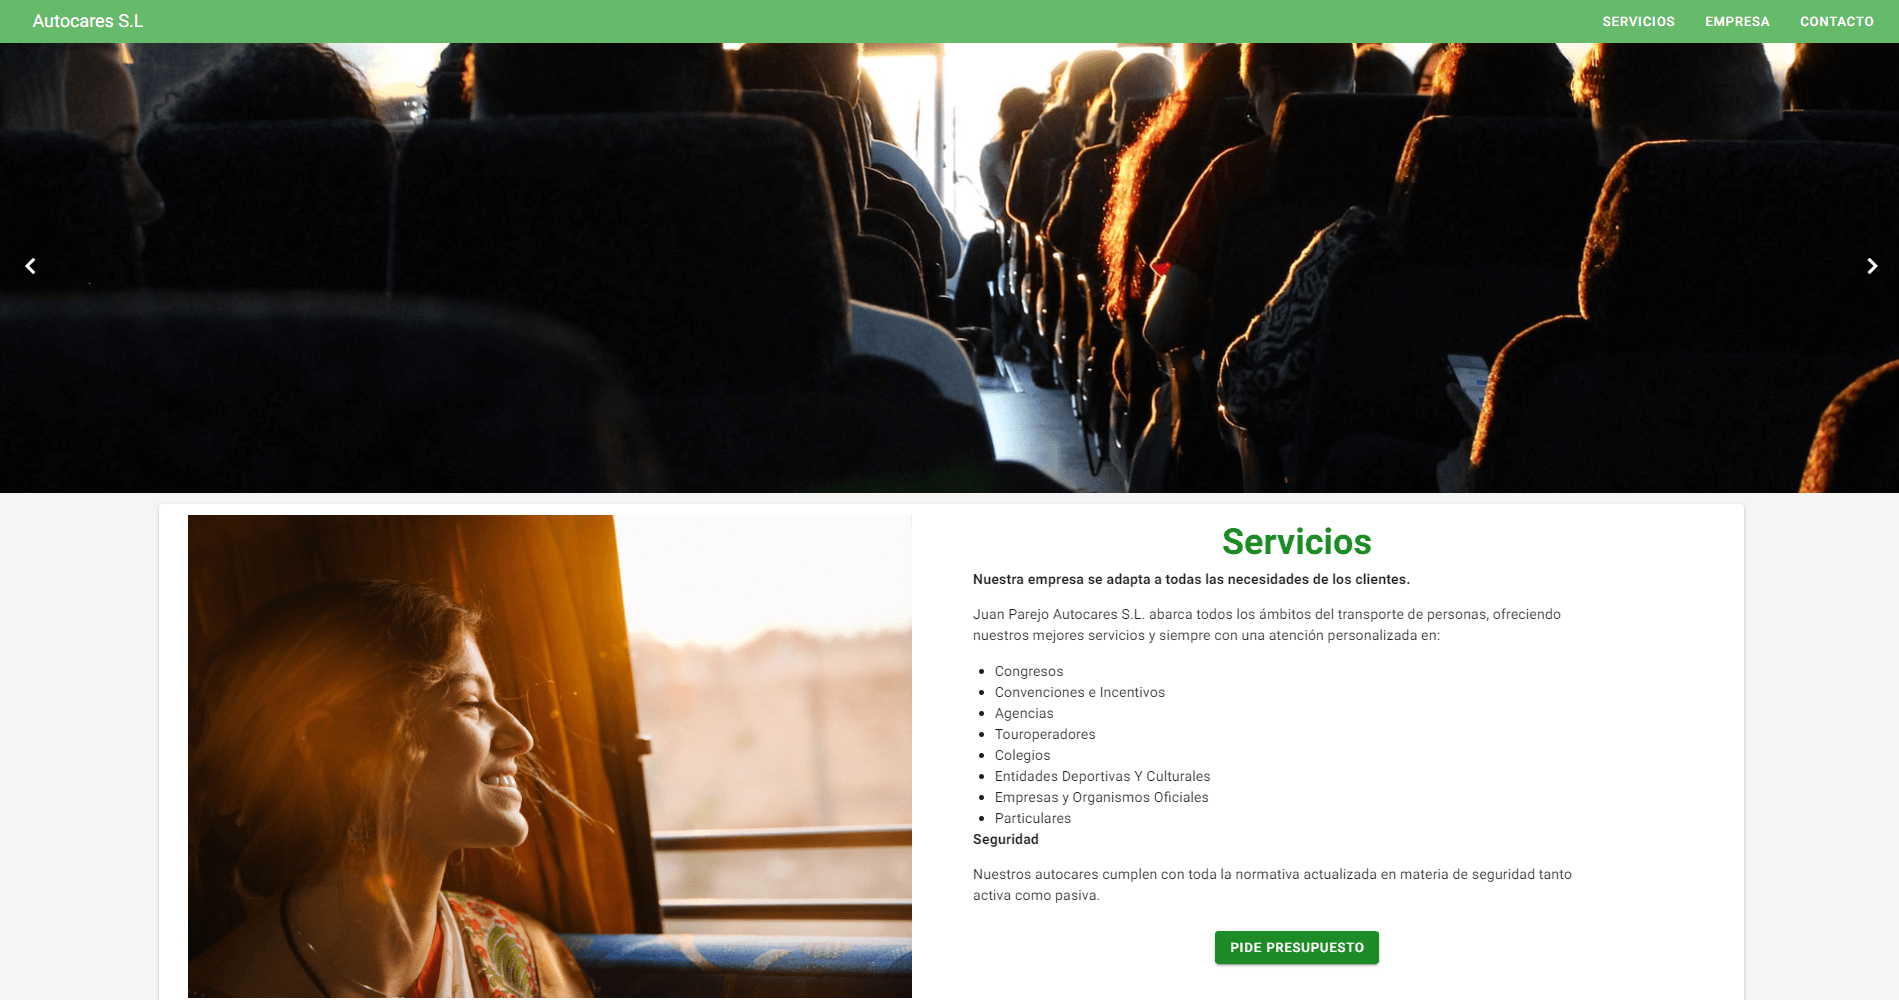 Autocares S.L
SERVICIOS EMPRESA CONTACTO
Servicios
Nuestra empresa se adapta a todas las necesidades de los clientes.
Juan Parejo Autocares S.L. abarca todos los ámbitos del transporte de personas, ofreciendo
nuestros mejores servicios y siempre con una atención personalizada en:
Congresos
Convenciones e Incentivos
Agencias
Touroperadores
Colegios
Entidades Deportivas Y Culturales
Empresas y Organismos Oficiales
Particulares
Seguridad
Nuestros autocares cumplen con toda la normativa actualizada en materia de seguridad tanto
activa como pasiva.
PIDE PRESUPUESTO